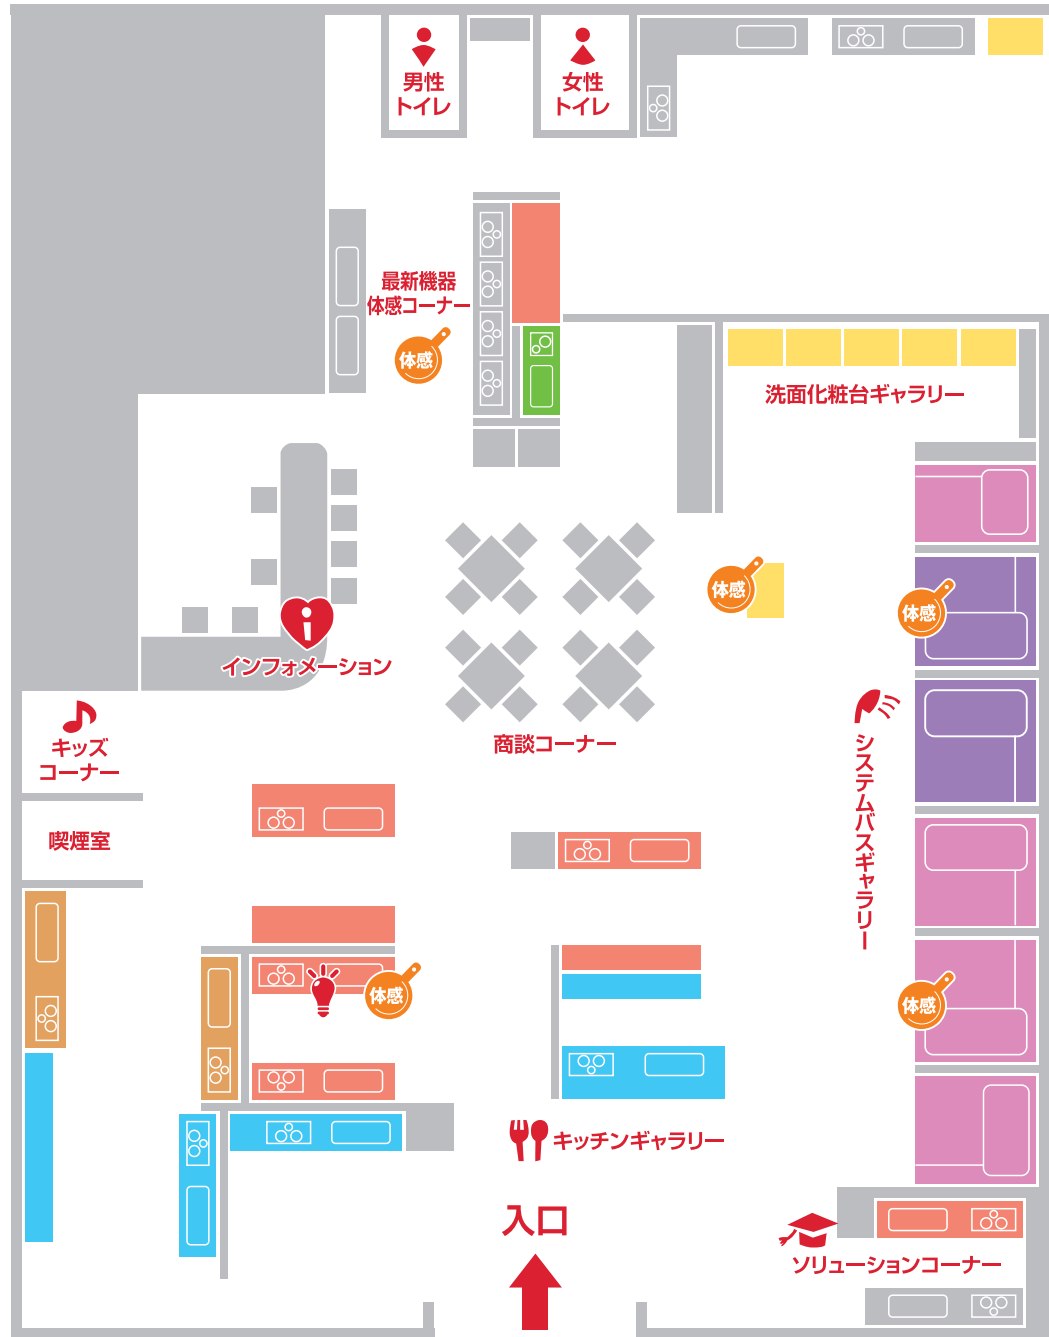 男性
トイレ
女性
トイレ
最新機器
体感コーナー
体感
洗面化粧台ギャラリー
体感
体感
インフォメーション
商談コーナー
キッズ
コーナー
喫煙室
システムバスギャラリー
体感
体感
キッチンギャラリー
入口
ソリューションコーナー